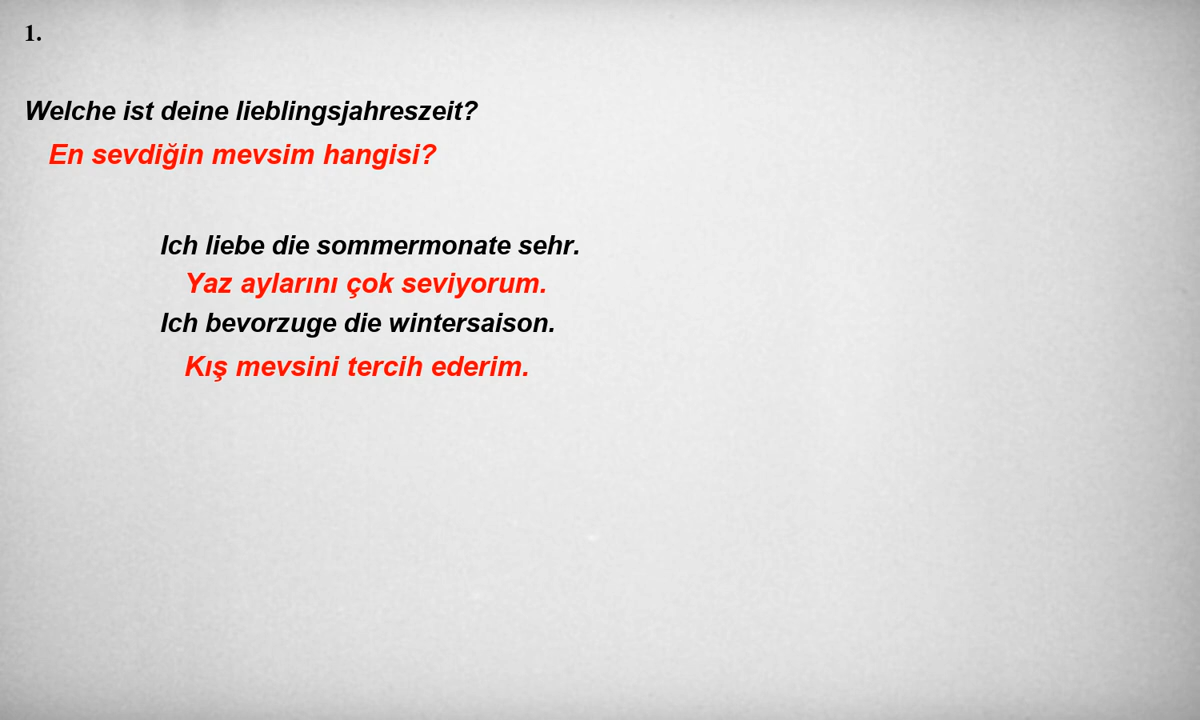 1.
Welche ist deine lieblingsjahreszeit?
En sevdiğin mevsim hangisi?
Ich liebe die sommermonate sehr.
Yaz aylarını çok seviyorum.
Ich bevorzuge die wintersaison.
Kış mevsini tercih ederim.